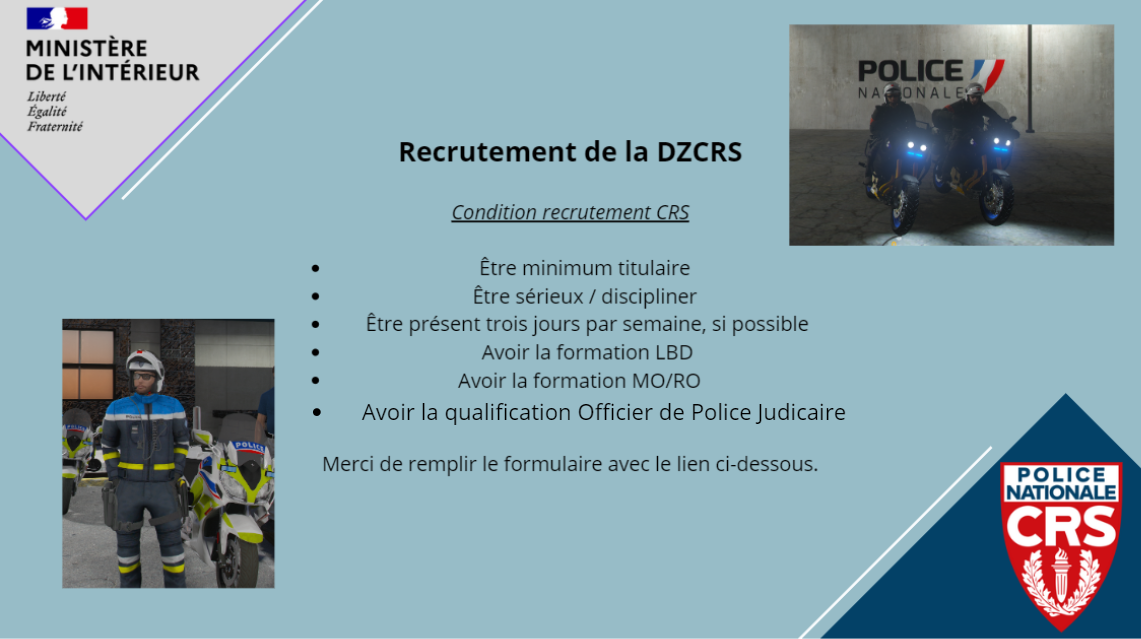 MINISTÈRE
DE L'INTÉRIEUR
Liberté
Égalité
Fraternité
POLICE
NATIONALE
Recrutement de la DZCRS
Condition recrutement CRS
• Être minimum titulaire
• Être sérieux / discipliner
• Être présent trois jours par semaine, si possible
• Avoir la formation LBD
• Avoir la formation MO/RO
• Avoir la qualification Officier de Police Judicaire
Merci de remplir le formulaire avec le lien ci-dessous.
POLICE
POLICE
NATIONALE
CRS